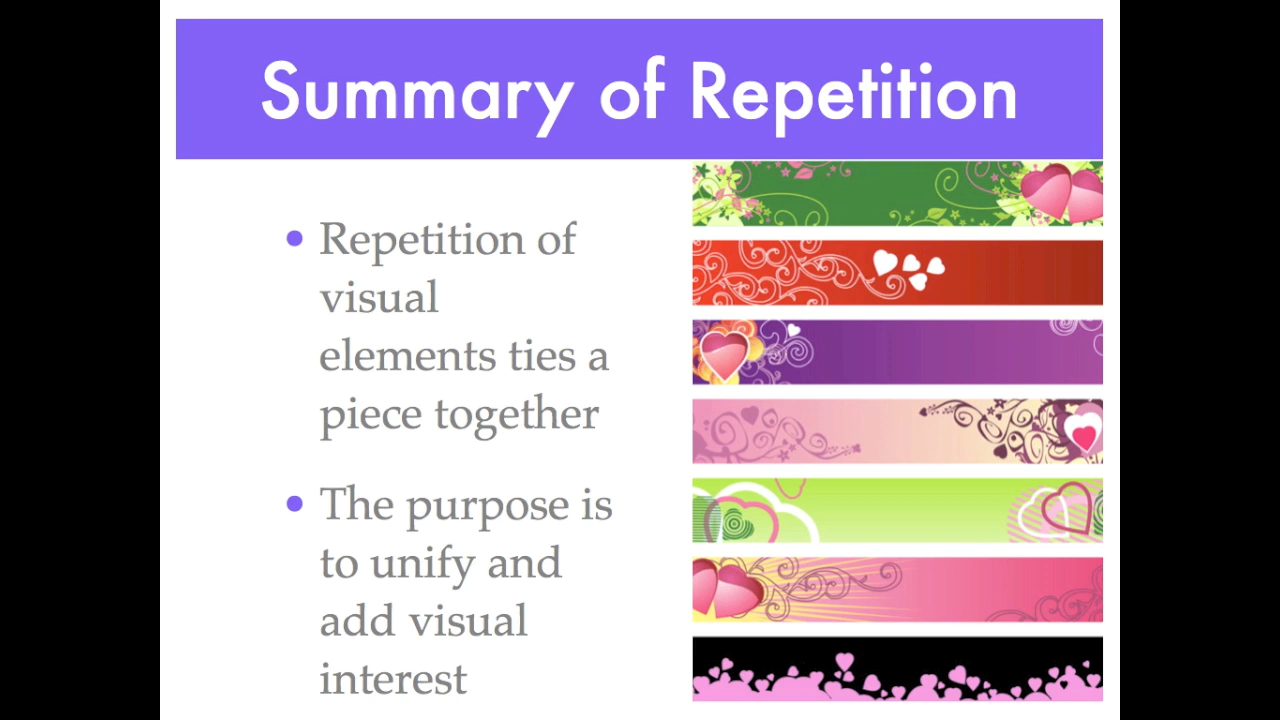 Summary of Repetition
• Repetition of
visual
elements ties a
piece together
• The purpose is
to unify and
add visual
interest